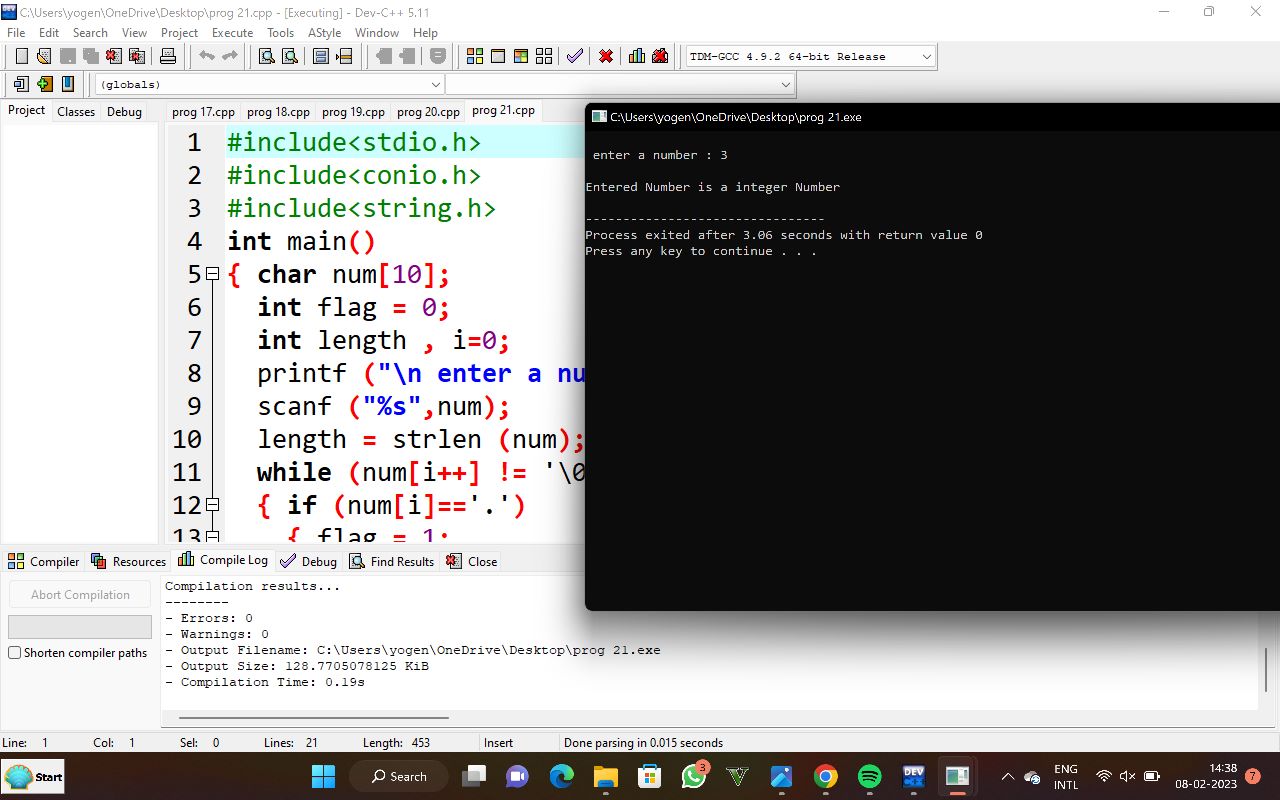 C:\Users\yogen\OneDrive\Desktop\prog 21.cpp - [Executing] - Dev-C++ 5.11
File Edit Search View Project Execute Tools AStyle Window Help
TDM-GCC 4.9.2 64-bit Release
(globals)
Project Classes Debug
prog 17.cpp prog 18.cpp prog 19.cpp prog 20.cpp prog 21.cpp
1 #include<stdio.h>
2 #include<conio.h>
3 #include<string.h>
4 int main()
5 { char num[10];
6 int flag = 0;
7 int length , i=0;
8 printf ("\n enter a nu
9 scanf ("%s",num);
10 length = strlen (num);
11 while (num[i++] != '\0
12 { if (num[i]=='.')
13 { flag = 1;
C:\Users\yogen\OneDrive\Desktop\prog 21.exe
enter a number : 3
Entered Number is a integer Number
--------------------------------
Process exited after 3.06 seconds with return value 0
Press any key to continue . . .
Compiler Resources Compile Log Debug Find Results Close
Abort Compilation
Shorten compiler paths
Compilation results...
--------
- Errors: 0
- Warnings: 0
- Output Filename: C:\Users\yogen\OneDrive\Desktop\prog 21.exe
- Output Size: 128.7705078125 KiB
- Compilation Time: 0.19s
Line: 1 Col: 1 Sel: 0 Lines: 21 Length: 453 Insert Done parsing in 0.015 seconds
Start
Search
3
DEV
ENG
INTL
14:38
08-02-2023
7